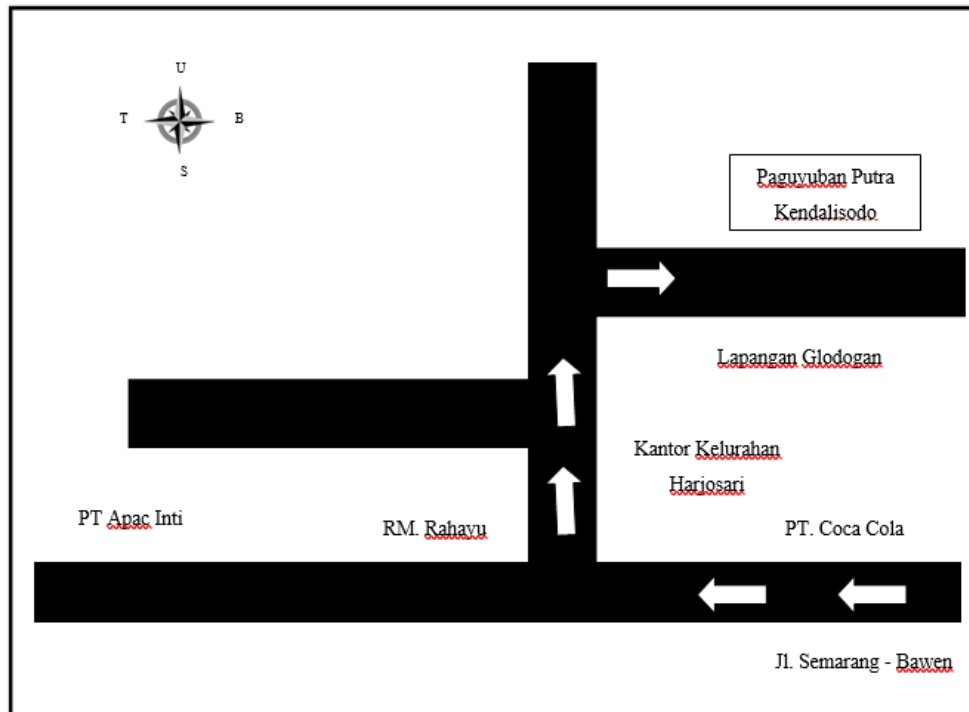 U
T
B
S
Paguyuban Putra
Kendalisodo
Lapangan Glodogan
Kantor Kelurahan
Harjosari
PT Apac Inti
RM. Rahayu
PT. Coca Cola
Jl. Semarang - Bawen